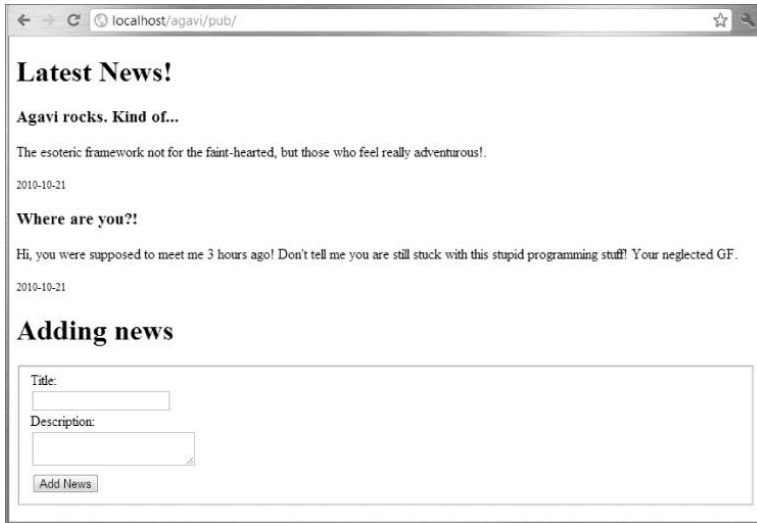 localhost/agavi/pub/
Latest News!
Agavi rocks. Kind of...
The esoteric framework not for the faint-hearted, but those who feel really adventurous!.
2010-10-21
Where are you?!
Hi, you were supposed to meet me 3 hours ago! Don't tell me you are still stuck with this stupid programming stuff! Your neglected GF.
2010-10-21
Adding news
Title:
Description:
Add News